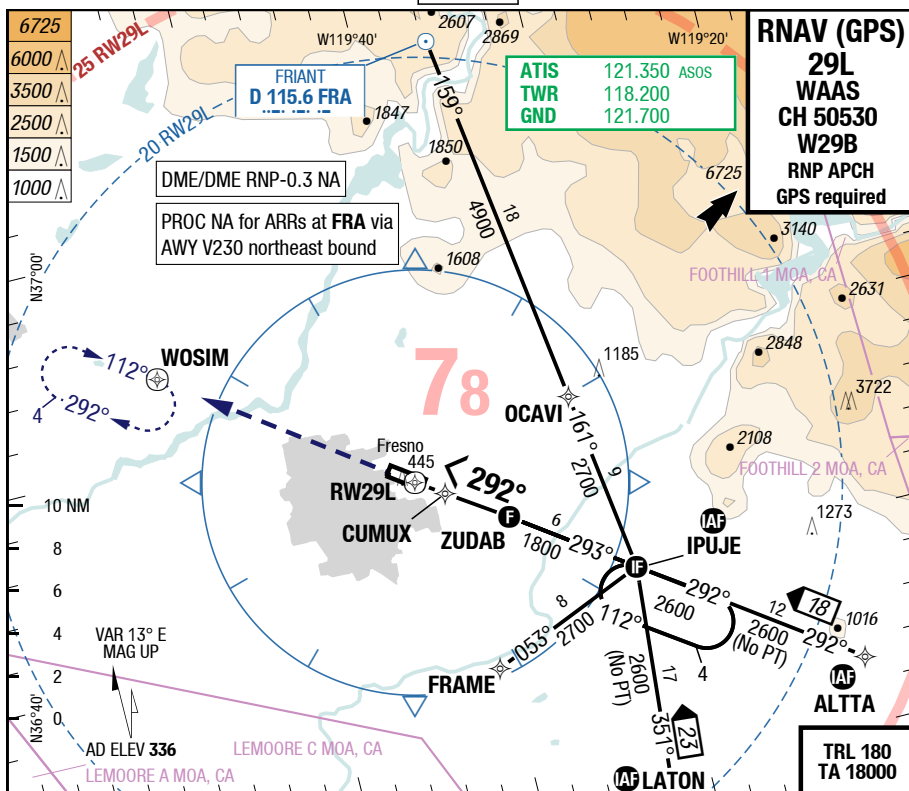 6725
6000
3500
2500
1500
1000
25 RW29L
20 RW29L
W119°40'
2607
2869
W119°20'
FRIANT
D 115.6 FRA
ATIS 121.350 ASOS
TWR 118.200
GND 121.700
RNAV (GPS)
29L
WAAS
CH 50530
W29B
RNP APCH
GPS required
1847
1850
159°
18
4900
6725
DME/DME RNP-0.3 NA
PROC NA for ARRs at FRA via
AWY V230 northeast bound
3140
N37°00'
1608
FOOTHILL 1 MOA, CA
2631
2848
1185
3722
WOSIM
112°
292°
4
78
OCAVI
161°
9
2700
2108
FOOTHILL 2 MOA, CA
Fresno
445
RW29L
< 292°
CUMUX
ZUDAB
F
6
1800
293°
IAF
IPUJE
IF
1273
10 NM
8
6
4
2
0
8
053°
2700
FRAME
112°
2600
4
292°
12
2600
(No PT)
292°
18
1016
IAF
ALTTA
2600
(No PT)
17
351°
23
IAF LATON
VAR 13° E
MAG UP
N36°40'
AD ELEV 336
LEMOORE C MOA, CA
LEMOORE A MOA, CA
TRL 180
TA 18000